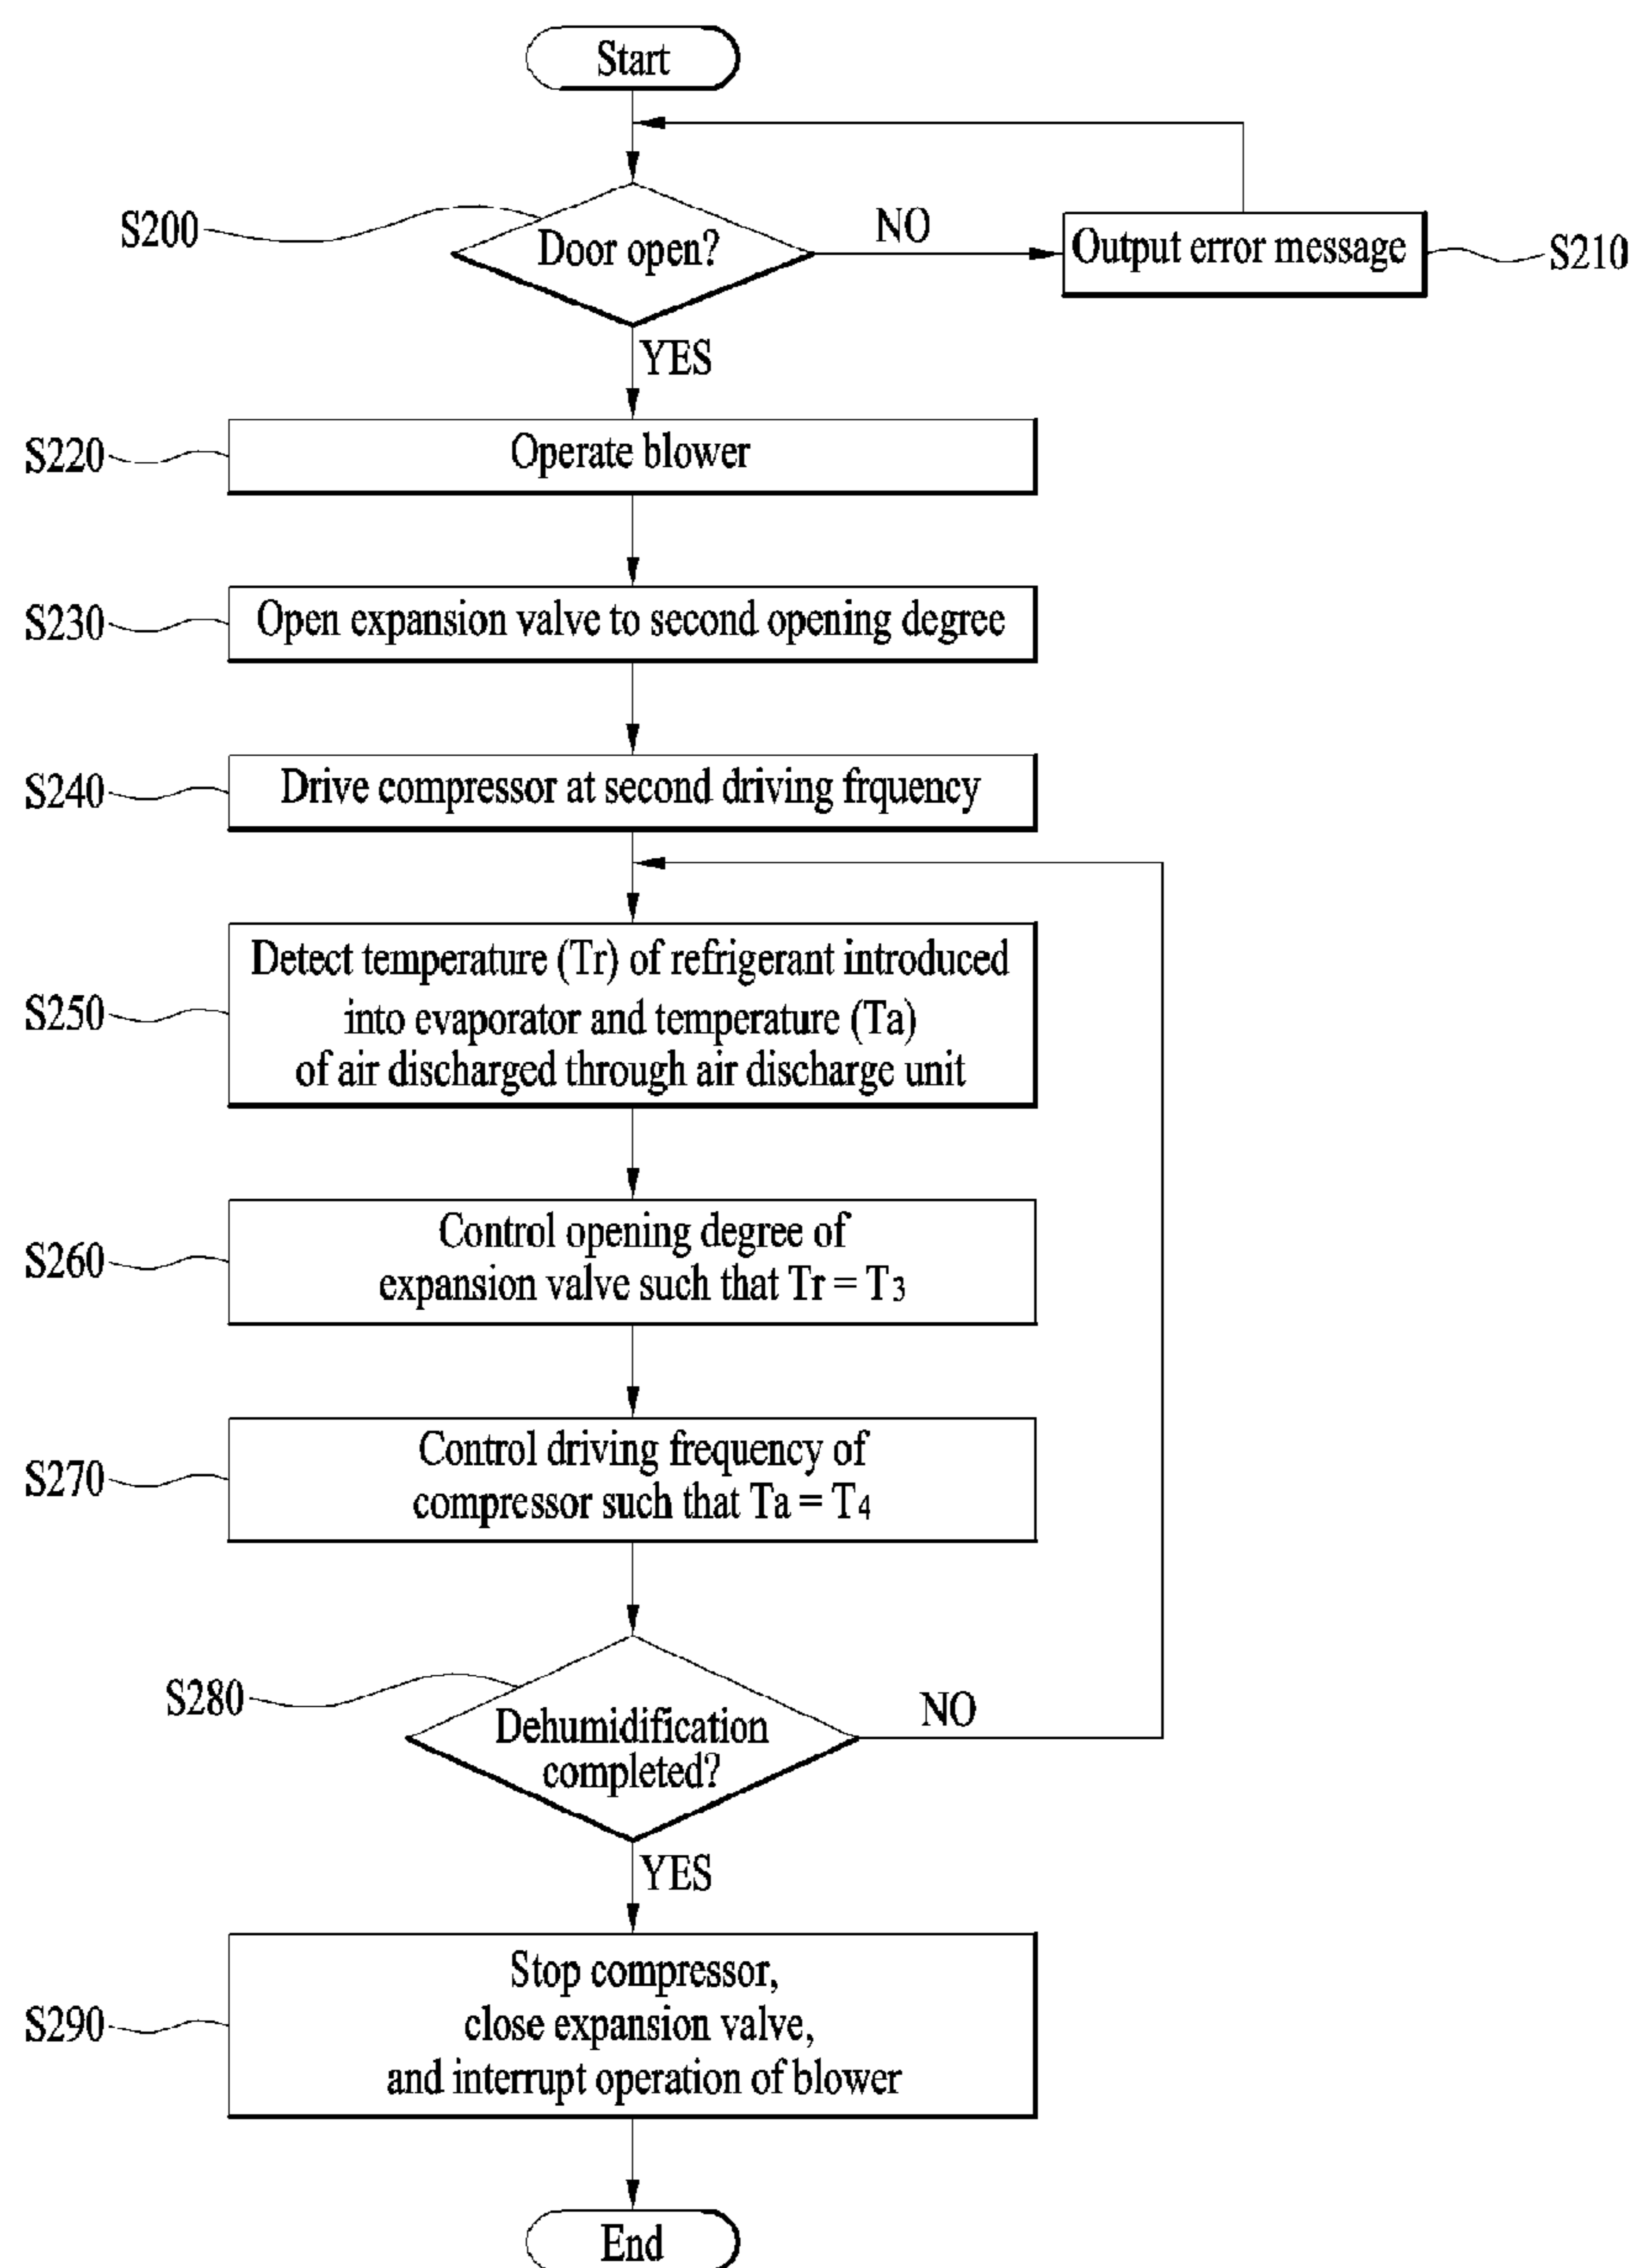 Start
S200
Door open?
NO
Output error message
S210
YES
S220
Operate blower
S230
Open expansion valve to second opening degree
S240
Drive compressor at second driving frquency
S250
Detect temperature (Tr) of refrigerant introduced
into evaporator and temperature (Ta)
of air discharged through air discharge unit
S260
Control opening degree of
expansion valve such that Tr = T3
S270
Control driving frequency of
compressor such that Ta = T4
S280
Dehumidification
completed?
NO
YES
S290
Stop compressor,
close expansion valve,
and interrupt operation of blower
End